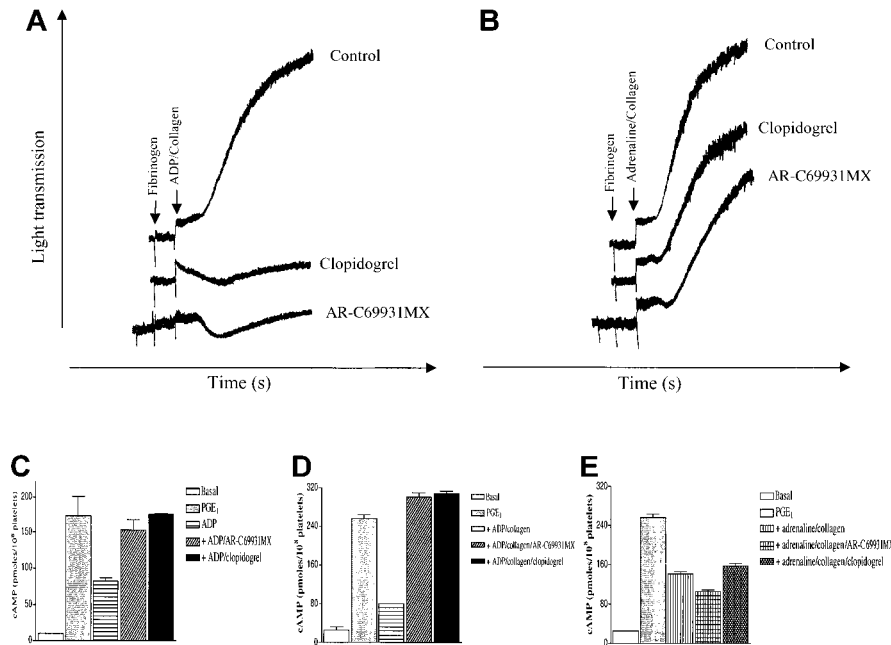 A
Light transmission
Fibrinogen
ADP/Collagen
Control
Clopidogrel
AR-C69931MX
Time (s)
B
Fibrinogen
Adrenaline/Collagen
Control
Clopidogrel
AR-C69931MX
Time (s)
C
cAMP (pmoles/10⁸ platelets)
200
150
100
50
0
Basal
PGE₁
ADP
+ ADP/AR-C69931MX
+ ADP/clopidogrel
D
cAMP (pmoles/10⁸ platelets)
320
240
160
80
0
Basal
PGE₁
+ ADP/colagen
+ ADP/collagen/AR-C69931MX
+ ADP/collagen/clopidogrel
E
cAMP (pmoles/10⁸ platelets)
320
240
160
80
0
Basal
PGE₁
+ adrenaline/collagen
+ adrenaline/collagen/AR-C69931MX
+ adrenaline/collagen/clopidogrel